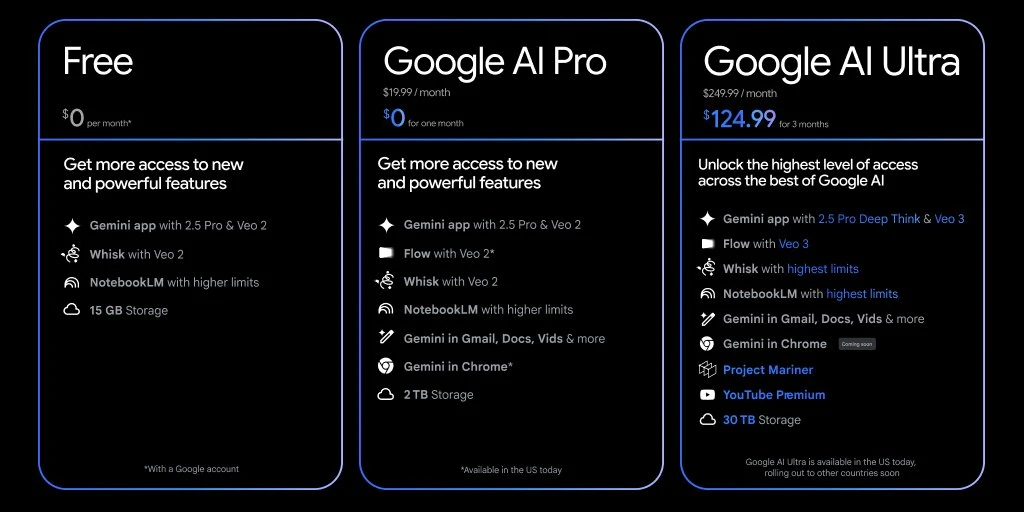 Free
$0 per month*
Get more access to new
and powerful features
Gemini app with 2.5 Pro & Veo 2
Whisk with Veo 2
NotebookLM with higher limits
15 GB Storage
*With a Google account
Google AI Pro
$19.99 / month
$0 for one month
Get more access to new
and powerful features
Gemini app with 2.5 Pro & Veo 2
Flow with Veo 2*
Whisk with Veo 2
NotebookLM with higher limits
Gemini in Gmail, Docs, Vids & more
Gemini in Chrome*
2 TB Storage
*Available in the US today
Google AI Ultra
$249.99 / month
$124.99 for 3 months
Unlock the highest level of access
across the best of Google AI
Gemini app with 2.5 Pro Deep Think & Veo 3
Flow with Veo 3
Whisk with highest limits
NotebookLM with highest limits
Gemini in Gmail, Docs, Vids & more
Gemini in Chrome Coming soon
Project Mariner
YouTube Premium
30 TB Storage
Google AI Ultra is available in the US today,
rolling out to other countries soon